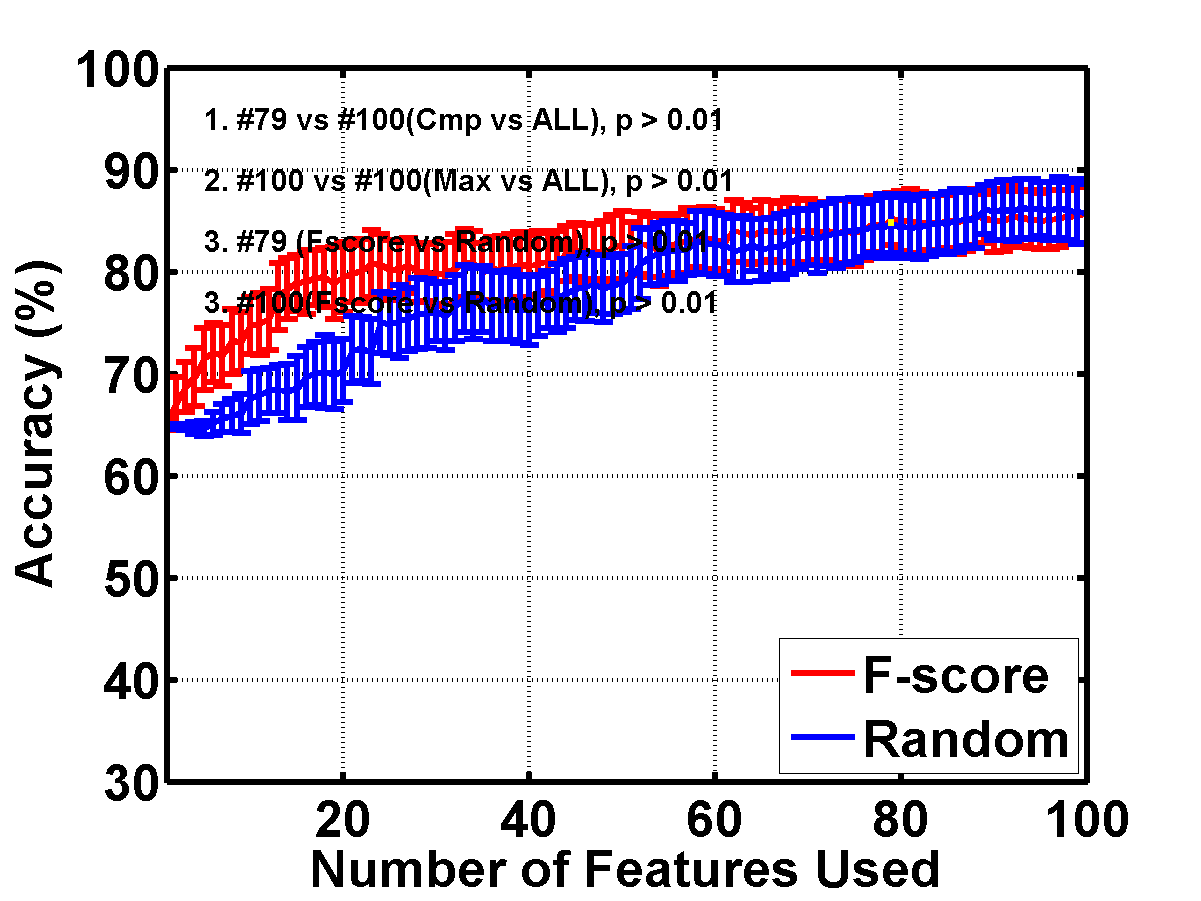 100
1. #79 vs #100(Cmp vs ALL), p > 0.01
90
2. #100 vs #100(Max vs ALL), p > 0.01
3. #79 (Fscore vs Random), p > 0.01
80
3. #100(Fscore vs Random), p > 0.01
70
60
50
40
30
Accuracy (%)
F-score
Random
20 40 60 80 100
Number of Features Used